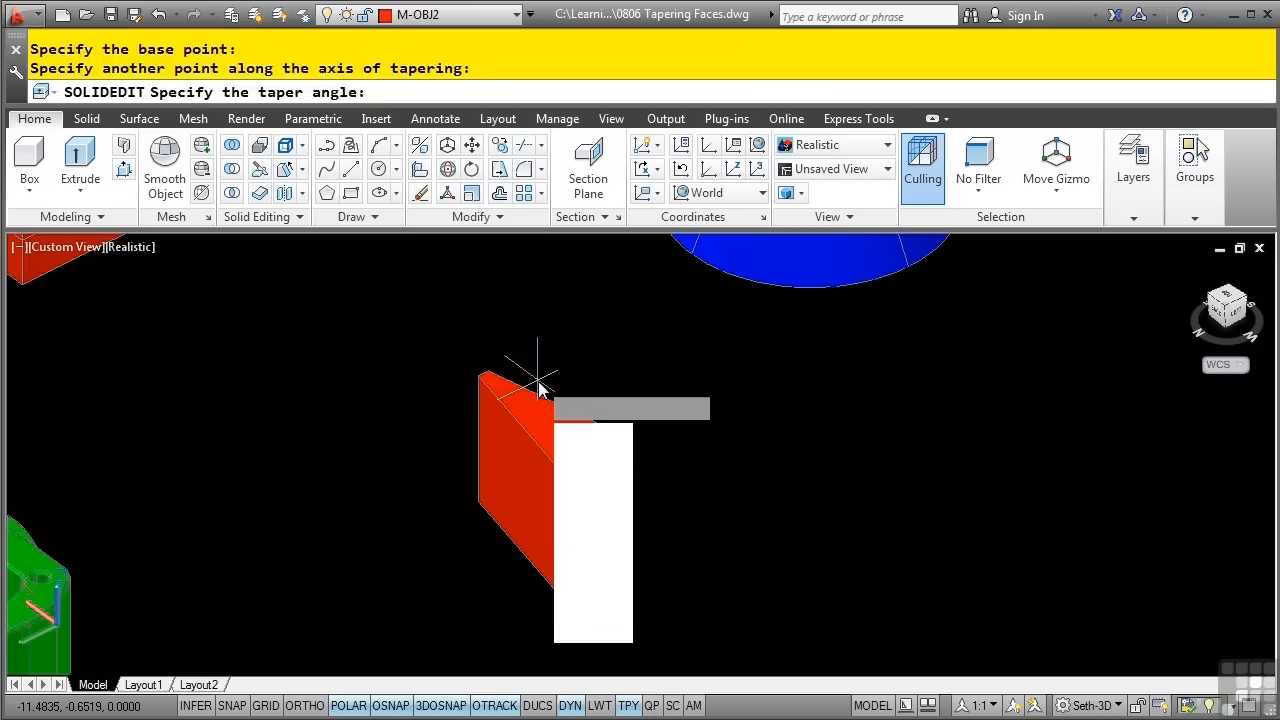 M-OBJ2
C:\Learni...\0806 Tapering Faces.dwg
Type a keyword or phrase
Sign In
Specify the base point:
Specify another point along the axis of tapering:
SOLIDEDIT Specify the taper angle:
Home Solid Surface Mesh Render Parametric Insert Annotate Layout Manage View Output Plug-ins Online Express Tools
Box
Extrude
Smooth Object
Section Plane
Realistic
Unsaved View
World
Culling
No Filter
Move Gizmo
Layers
Groups
Modeling Mesh Solid Editing Draw Modify Section Coordinates View Selection
[−][Custom View][Realistic]
WCS
Model Layout1 Layout2
-11.4835, -0.6519, 0.0000 INFER SNAP GRID ORTHO POLAR OSNAP 3DOSNAP OTRACK DUCS DYN LWT TPY QP SC AM MODEL 1:1 Seth-3D